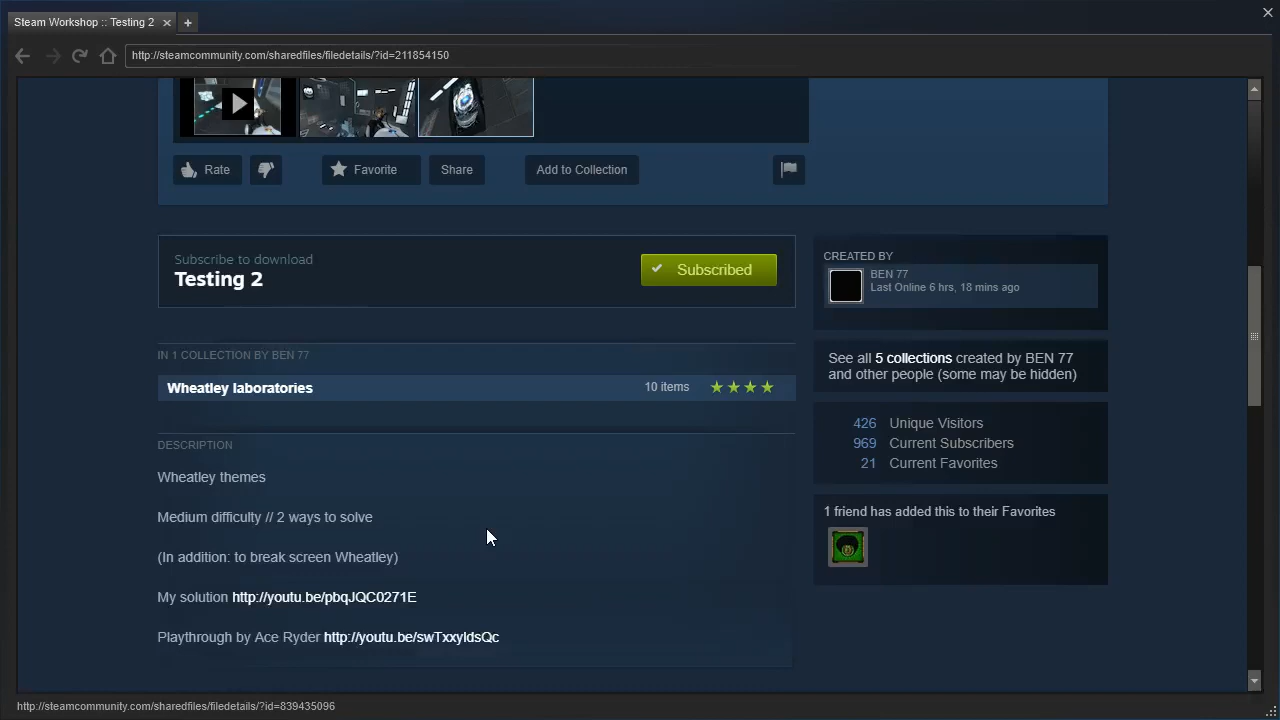 Steam Workshop :: Testing 2
http://steamcommunity.com/sharedfiles/filedetails/?id=211854150
Rate
Favorite
Share
Add to Collection
Subscribe to download
Testing 2
Subscribed
IN 1 COLLECTION BY BEN 77
Wheatley laboratories
10 items
DESCRIPTION
Wheatley themes
Medium difficulty // 2 ways to solve
(In addition: to break screen Wheatley)
My solution http://youtu.be/pbqJQC0271E
Playthrough by Ace Ryder http://youtu.be/swTxxyldsQc
CREATED BY
BEN 77
Last Online 6 hrs, 18 mins ago
See all 5 collections created by BEN 77
and other people (some may be hidden)
426 Unique Visitors
969 Current Subscribers
21 Current Favorites
1 friend has added this to their Favorites
http://steamcommunity.com/sharedfiles/filedetails/?id=839435096